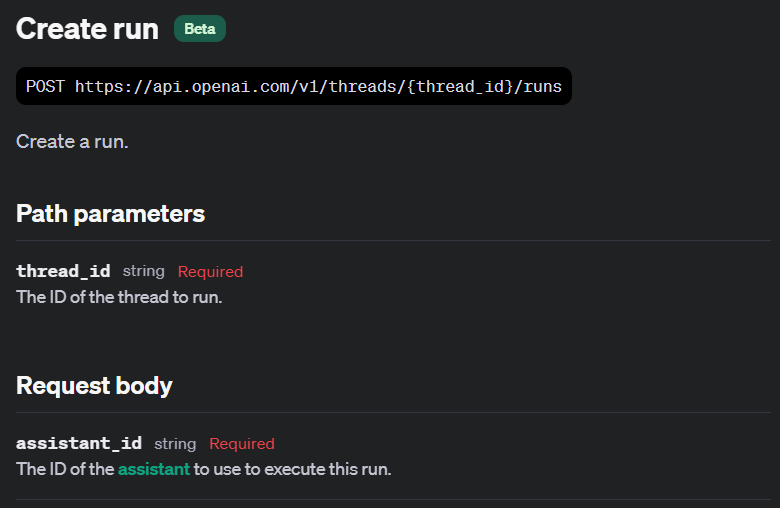 Create run Beta
POST https://api.openai.com/v1/threads/{thread_id}/runs
Create a run.
Path parameters
thread_id string Required
The ID of the thread to run.
Request body
assistant_id string Required
The ID of the assistant to use to execute this run.